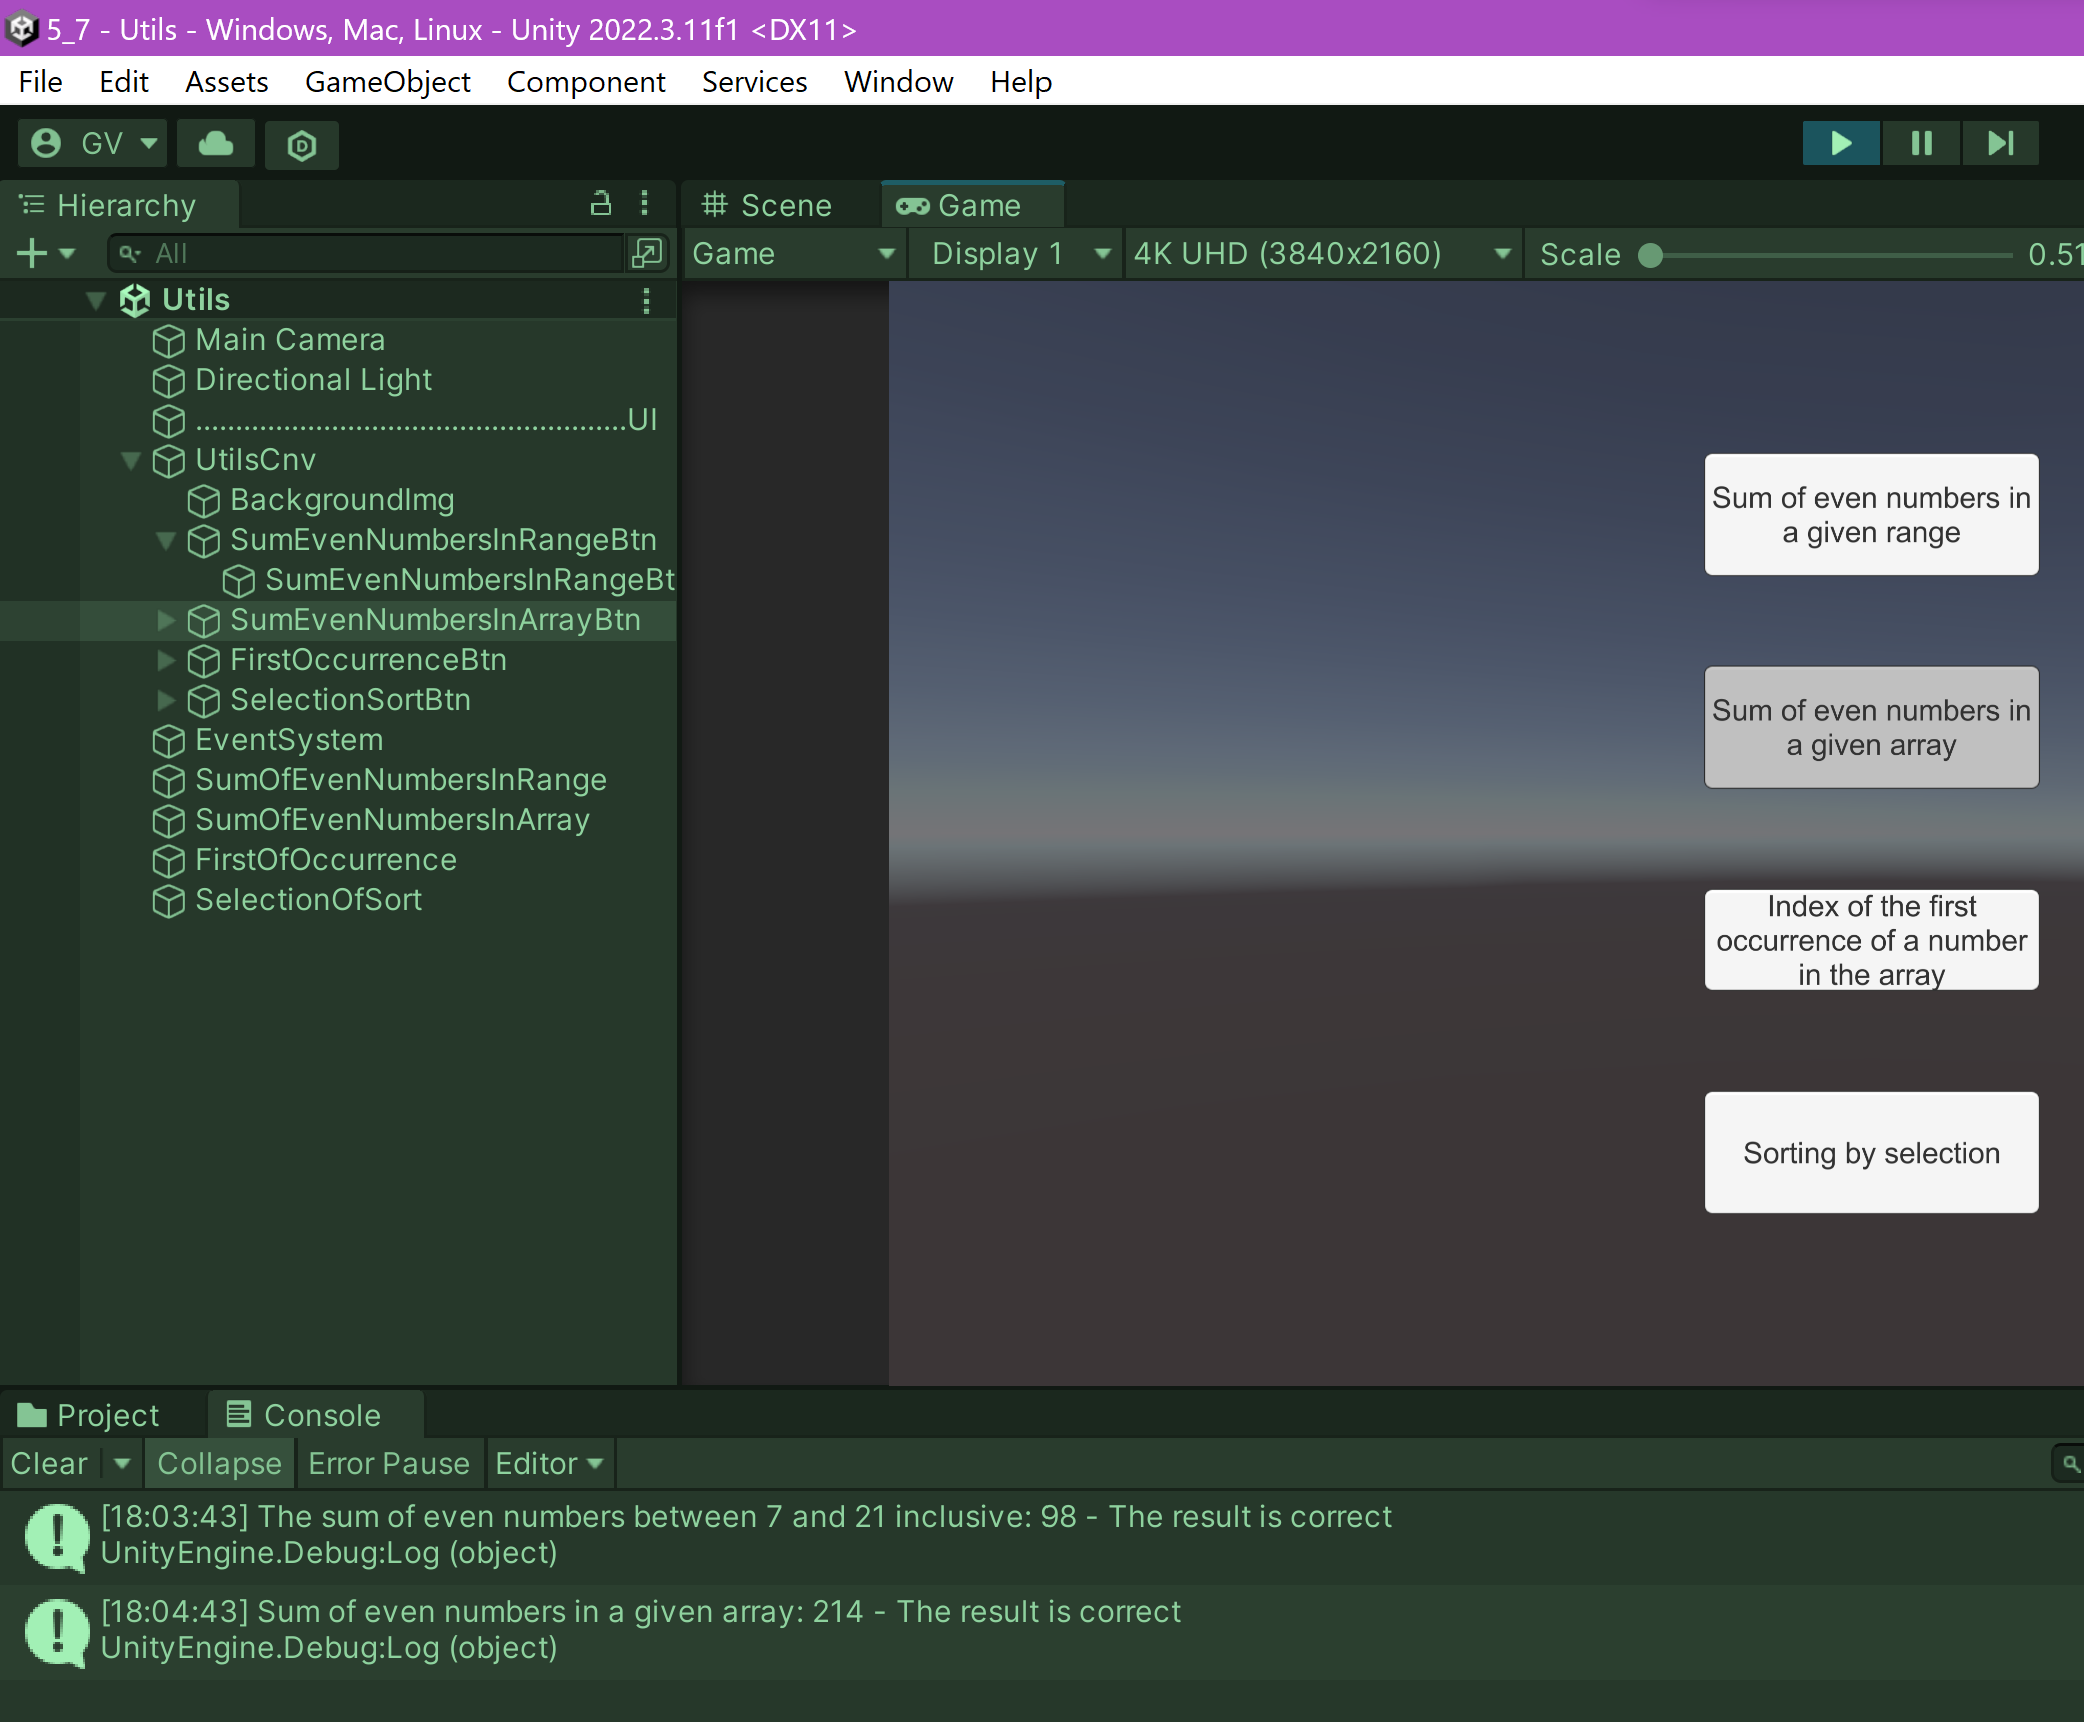 5_7 - Utils - Windows, Mac, Linux - Unity 2022.3.11f1 <DX11>
File Edit Assets GameObject Component Services Window Help
GV
Hierarchy
Scene Game
All
Game Display 1 4K UHD (3840x2160) Scale 0.51
Utils
Main Camera
Directional Light
......................................................UI
UtilsCnv
BackgroundImg
SumEvenNumbersInRangeBtn
SumEvenNumbersInRangeBt
SumEvenNumbersInArrayBtn
FirstOccurrenceBtn
SelectionSortBtn
EventSystem
SumOfEvenNumbersInRange
SumOfEvenNumbersInArray
FirstOfOccurrence
SelectionOfSort
Sum of even numbers in
a given range
Sum of even numbers in
a given array
Index of the first
occurrence of a number
in the array
Sorting by selection
Project Console
Clear Collapse Error Pause Editor
[18:03:43] The sum of even numbers between 7 and 21 inclusive: 98 - The result is correct
UnityEngine.Debug:Log (object)
[18:04:43] Sum of even numbers in a given array: 214 - The result is correct
UnityEngine.Debug:Log (object)